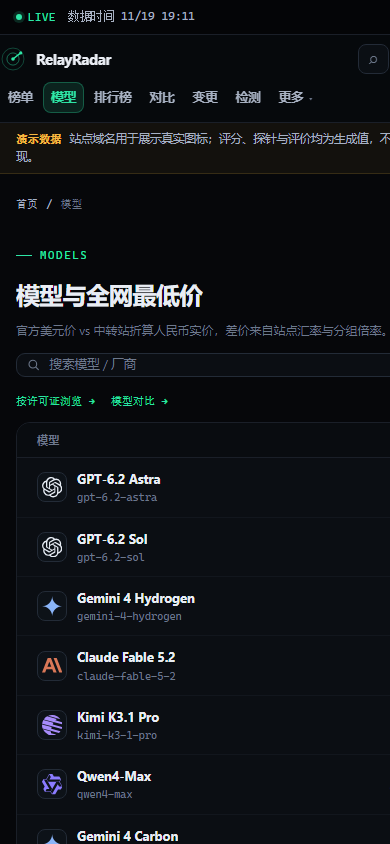 LIVE 数据时间 11/19 19:11
RelayRadar
榜单 模型 排行榜 对比 变更 检测 更多
演示数据 站点域名用于展示真实图标；评分、探针与评价均为生成值，不
现。
首页 / 模型
MODELS
模型与全网最低价
官方美元价 vs 中转站折算人民币实价，差价来自站点汇率与分组倍率。
搜索模型 / 厂商
按许可证浏览 → 模型对比 →
模型
GPT-6.2 Astra
gpt-6.2-astra
GPT-6.2 Sol
gpt-6.2-sol
Gemini 4 Hydrogen
gemini-4-hydrogen
Claude Fable 5.2
claude-fable-5-2
Kimi K3.1 Pro
kimi-k3-1-pro
Qwen4-Max
qwen4-max
Gemini 4 Carbon